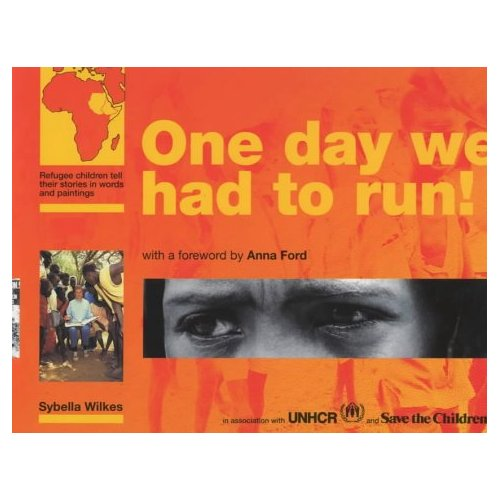 One day we
had to run!
Refugee children tell
their stories in words
and paintings
with a foreword by Anna Ford
Sybella Wilkes
in association with UNHCR and Save the Children